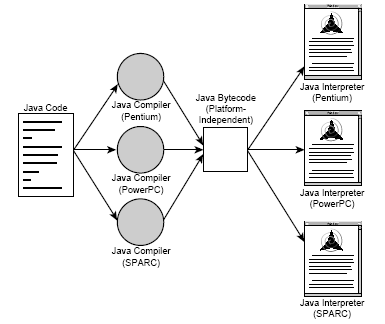 Java Code
Java Compiler
(Pentium)
Java Compiler
(PowerPC)
Java Compiler
(SPARC)
Java Bytecode
(Platform-
Independent)
Java Interpreter
(Pentium)
Java Interpreter
(PowerPC)
Java Interpreter
(SPARC)